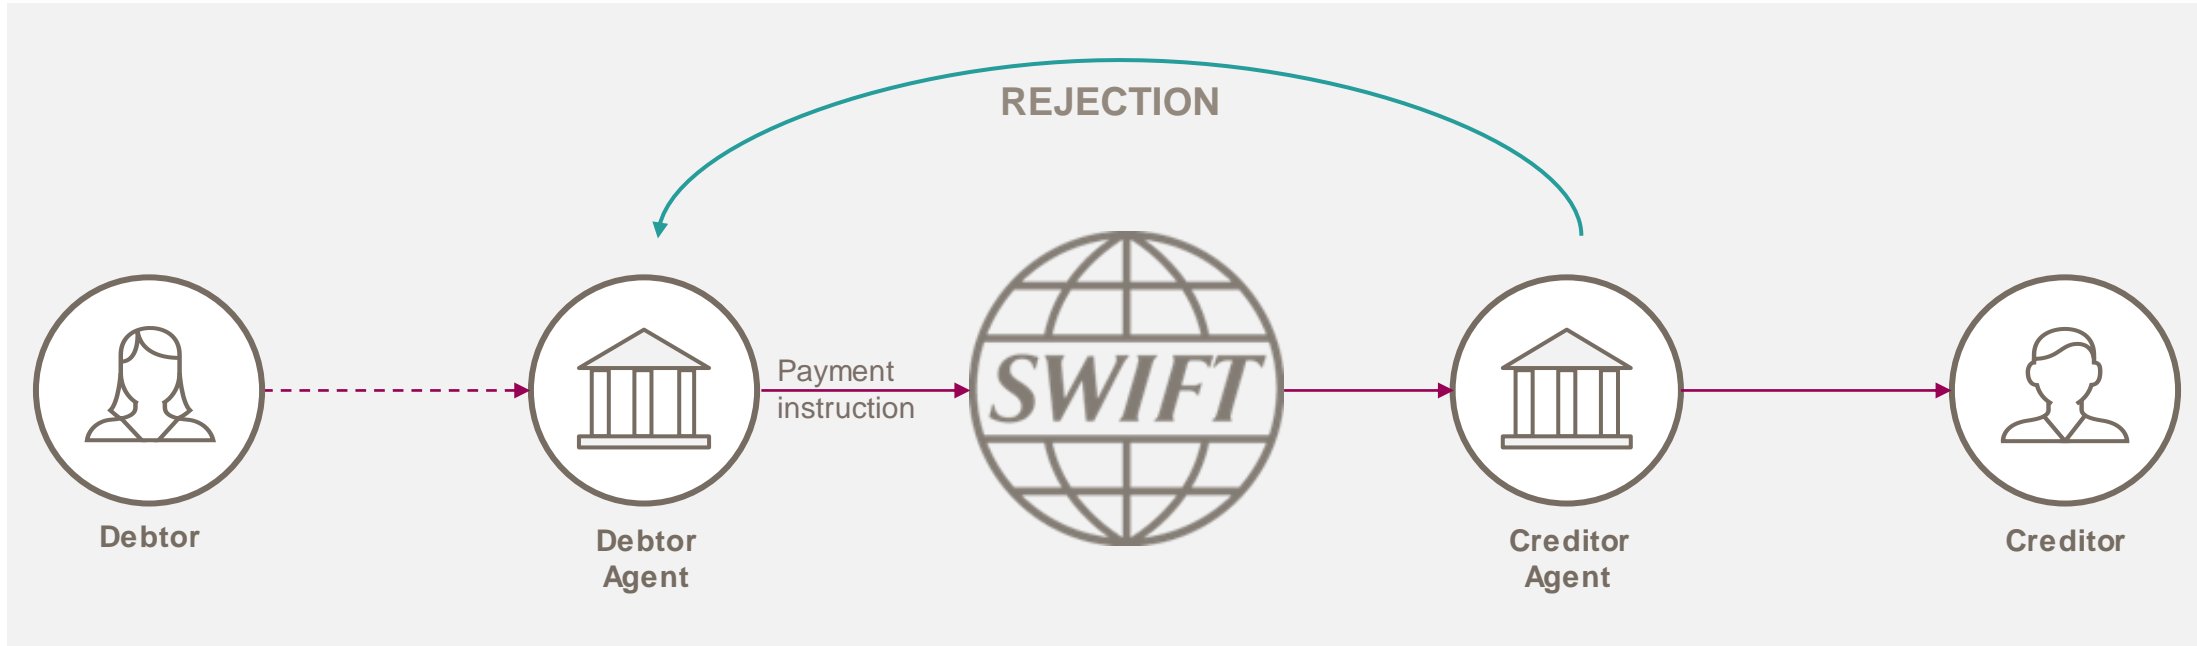 REJECTION
Payment
instruction
SWIFT
Debtor
Debtor
Agent
Creditor
Agent
Creditor